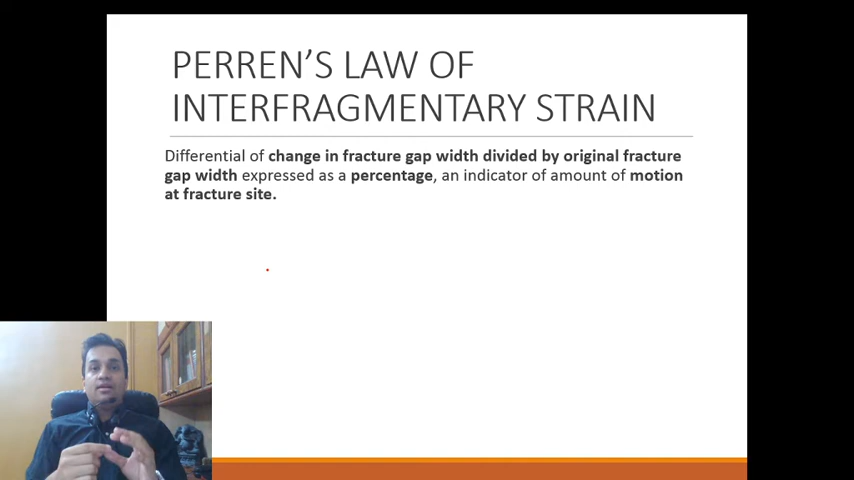 PERREN’S LAW OF
INTERFRAGMENTARY STRAIN
Differential of change in fracture gap width divided by original fracture
gap width expressed as a percentage, an indicator of amount of motion
at fracture site.